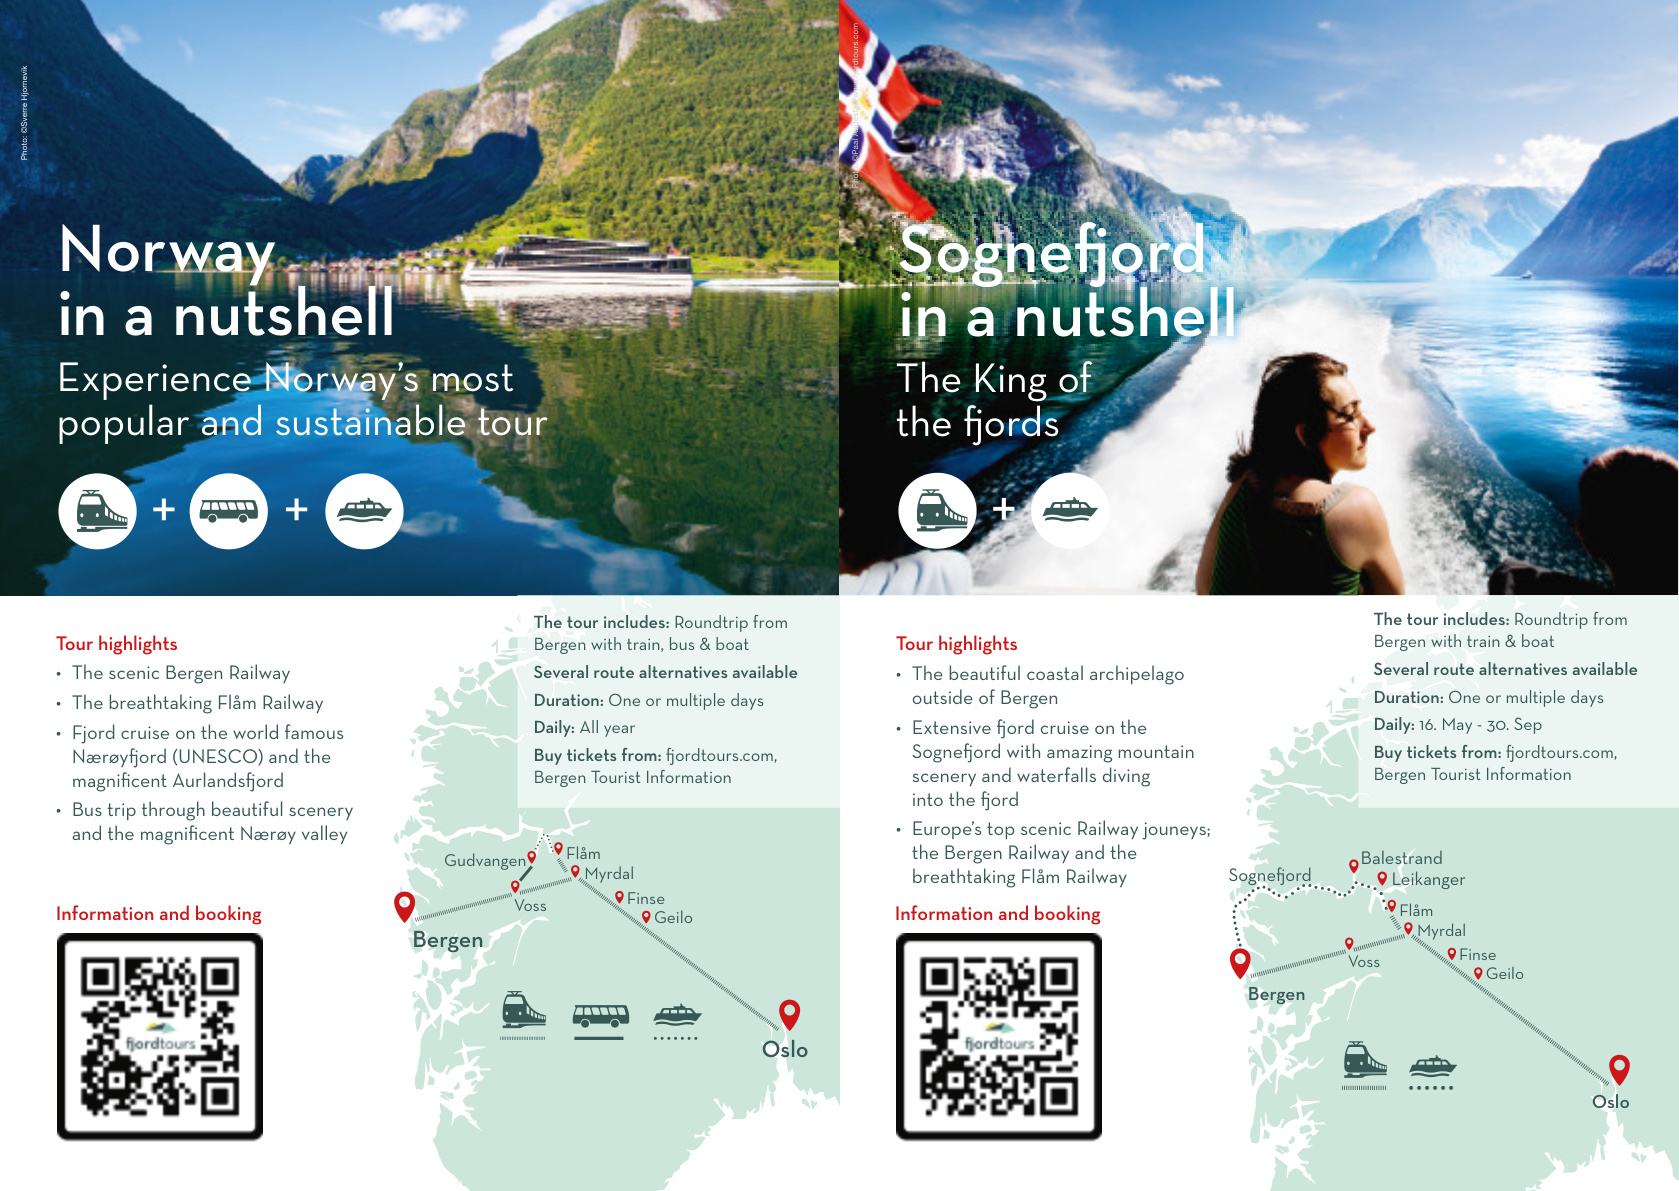 Photo: ©Sverre Hjørnevik
Norway
in a nutshell
Experience Norway's most
popular and sustainable tour
+ +
Tour highlights
• The scenic Bergen Railway
• The breathtaking Flåm Railway
• Fjord cruise on the world famous
Nærøyfjord (UNESCO) and the
magnificent Aurlandsfjord
• Bus trip through beautiful scenery
and the magnificent Nærøy valley
The tour includes: Roundtrip from
Bergen with train, bus & boat
Several route alternatives available
Duration: One or multiple days
Daily: All year
Buy tickets from: fjordtours.com,
Bergen Tourist Information
Information and booking
fjordtours
Gudvangen
Flåm
Myrdal
Voss
Finse
Geilo
Bergen
Oslo
Sognefjord
in a nutshell
The King of
the fjords
+
Tour highlights
• The beautiful coastal archipelago
outside of Bergen
• Extensive fjord cruise on the
Sognefjord with amazing mountain
scenery and waterfalls diving
into the fjord
• Europe's top scenic Railway jouneys;
the Bergen Railway and the
breathtaking Flåm Railway
The tour includes: Roundtrip from
Bergen with train & boat
Several route alternatives available
Duration: One or multiple days
Daily: 16. May - 30. Sep
Buy tickets from: fjordtours.com,
Bergen Tourist Information
Information and booking
fjordtours
Sognefjord
Balestrand
Leikanger
Flåm
Myrdal
Voss
Finse
Geilo
Bergen
Oslo